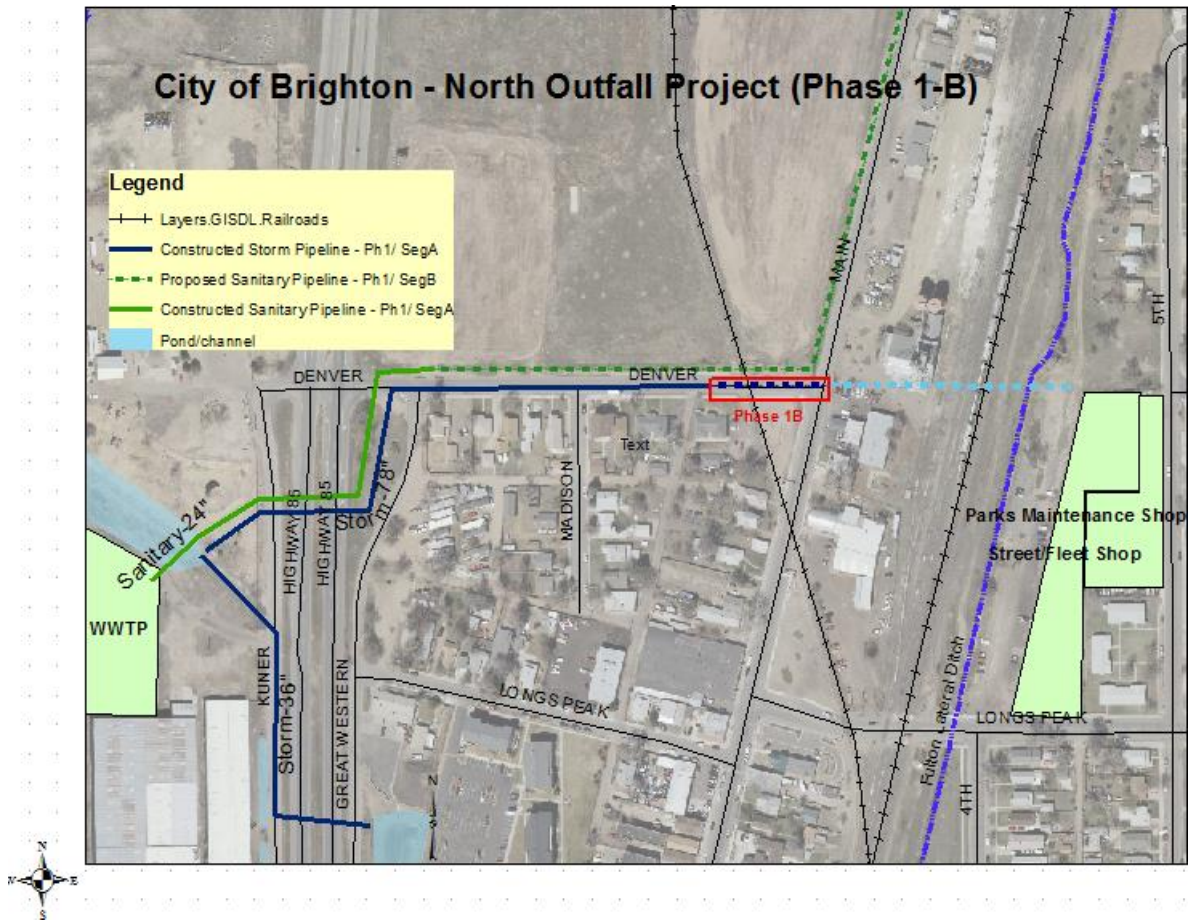 City of Brighton - North Outfall Project (Phase 1-B)
Legend
Layers.GISDL.Railroads
Constructed Storm Pipeline - Ph1/ SegA
Proposed Sanitary Pipeline - Ph1/ SegB
Constructed Sanitary Pipeline - Ph1/ SegA
Pond/channel
MAIN
5TH
DENVER
DENVER
Phase 1B
Text
MADISON
Storm-78"
HIGHWAY 85
HIGHWAY 85
Sanitary-24"
Parks Maintenance Shop
Street/Fleet Shop
WWTP
KUNER
Storm-36"
GREAT WESTERN
LONGS PEAK
LONGS PEAK
Fulton Lateral Ditch
4TH
N
S
N
W
E
S